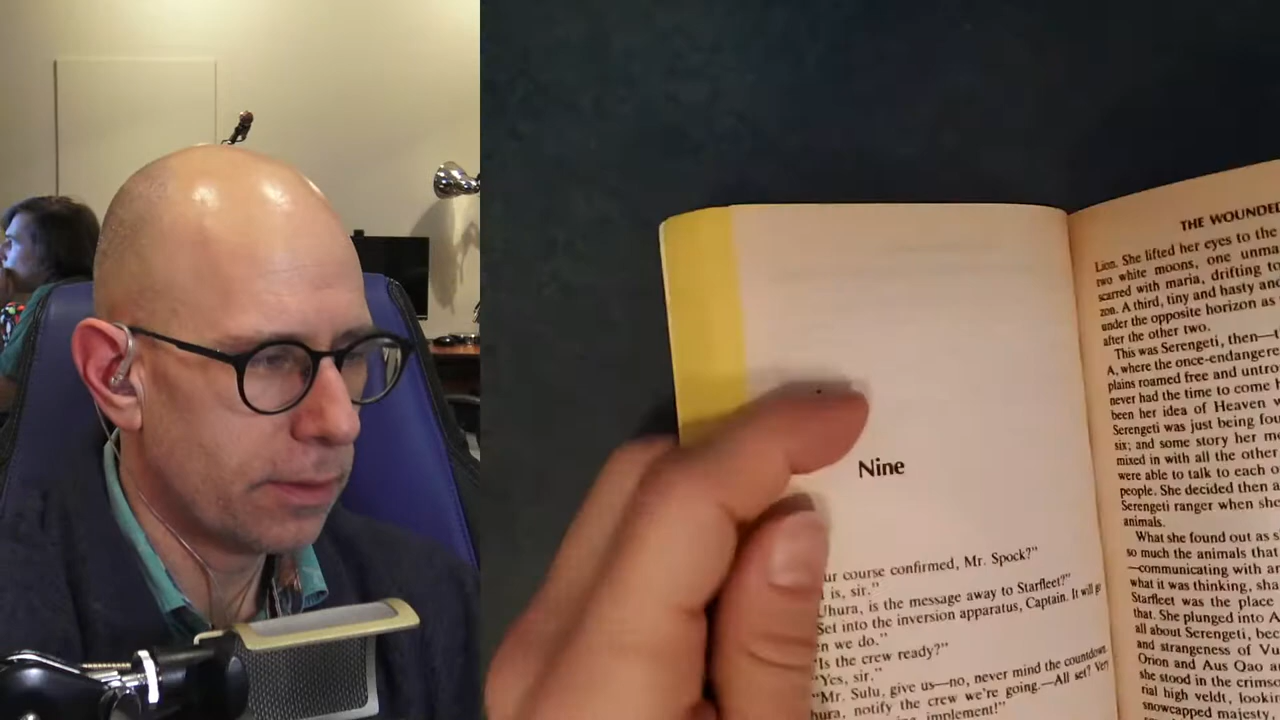 Nine
ur course confirmed, Mr. Spock?"
is, sir."
Uhura, is the message away to Starfleet?"
Set into the inversion apparatus, Captain. It will go
en we do."
"Is the crew ready?"
"Yes, sir."
"Mr. Sulu, give us—no, never mind the countdown.
hura, notify the crew we're going.—All set? Very
implement!"
THE WOUNDED
Lion. She lifted her eyes to the
two white moons, one unma
scarred with maria, drifting to
zon. A third, tiny and hasty and
under the opposite horizon as
after the other two.
This was Serengeti, then—
A, where the once-endangere
plains roamed free and untro
never had the time to come
been her idea of Heaven w
Serengeti was just being fou
six; and some story her m
mixed in with all the other
were able to talk to each o
people. She decided then a
Serengeti ranger when she
animals.
What she found out as s
so much the animals that
—communicating with an
what it was thinking, sha
Starfleet was the place
that. She plunged into A
all about Serengeti, bec
and strangeness of Vu
Orion and Aus Qao a
she stood in the crimso
rial high veldt, lookin
snowcapped majesty